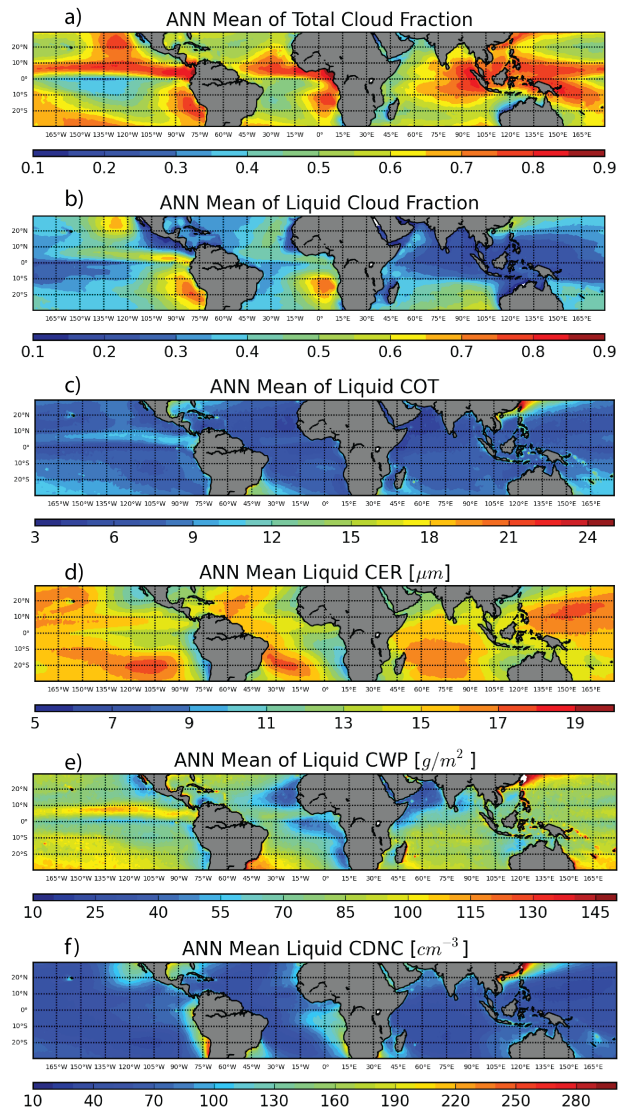 a) ANN Mean of Total Cloud Fraction
20°N
10°N
0°
10°S
20°S
165°W 150°W 135°W 120°W 105°W 90°W 75°W 60°W 45°W 30°W 15°W 0° 15°E 30°E 45°E 60°E 75°E 90°E 105°E 120°E 135°E 150°E 165°E
0.1 0.2 0.3 0.4 0.5 0.6 0.7 0.8 0.9
b) ANN Mean of Liquid Cloud Fraction
20°N
10°N
0°
10°S
20°S
165°W 150°W 135°W 120°W 105°W 90°W 75°W 60°W 45°W 30°W 15°W 0° 15°E 30°E 45°E 60°E 75°E 90°E 105°E 120°E 135°E 150°E 165°E
0.1 0.2 0.3 0.4 0.5 0.6 0.7 0.8 0.9
c) ANN Mean of Liquid COT
20°N
10°N
0°
10°S
20°S
165°W 150°W 135°W 120°W 105°W 90°W 75°W 60°W 45°W 30°W 15°W 0° 15°E 30°E 45°E 60°E 75°E 90°E 105°E 120°E 135°E 150°E 165°E
3 6 9 12 15 18 21 24
d) ANN Mean Liquid CER [μm]
20°N
10°N
0°
10°S
20°S
165°W 150°W 135°W 120°W 105°W 90°W 75°W 60°W 45°W 30°W 15°W 0° 15°E 30°E 45°E 60°E 75°E 90°E 105°E 120°E 135°E 150°E 165°E
5 7 9 11 13 15 17 19
e) ANN Mean of Liquid CWP [g/m² ]
20°N
10°N
0°
10°S
20°S
165°W 150°W 135°W 120°W 105°W 90°W 75°W 60°W 45°W 30°W 15°W 0° 15°E 30°E 45°E 60°E 75°E 90°E 105°E 120°E 135°E 150°E 165°E
10 25 40 55 70 85 100 115 130 145
f) ANN Mean Liquid CDNC [cm⁻³ ]
20°N
10°N
0°
10°S
20°S
165°W 150°W 135°W 120°W 105°W 90°W 75°W 60°W 45°W 30°W 15°W 0° 15°E 30°E 45°E 60°E 75°E 90°E 105°E 120°E 135°E 150°E 165°E
10 40 70 100 130 160 190 220 250 280